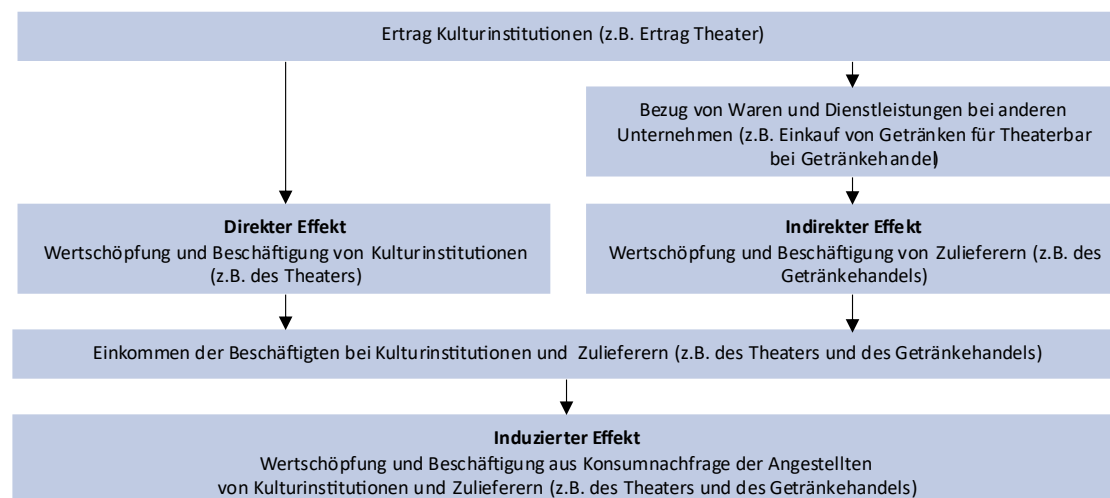 Ertrag Kulturinstitutionen (z.B. Ertrag Theater)
Bezug von Waren und Dienstleistungen bei anderen
Unternehmen (z.B. Einkauf von Getränken für Theaterbar
bei Getränkehandel)
Direkter Effekt
Wertschöpfung und Beschäftigung von Kulturinstitutionen
(z.B. des Theaters)
Indirekter Effekt
Wertschöpfung und Beschäftigung von Zulieferern (z.B. des
Getränkehandels)
Einkommen der Beschäftigten bei Kulturinstitutionen und Zulieferern (z.B. des Theaters und des Getränkehandels)
Induzierter Effekt
Wertschöpfung und Beschäftigung aus Konsumnachfrage der Angestellten
von Kulturinstitutionen und Zulieferern (z.B. des Theaters und des Getränkehandels)